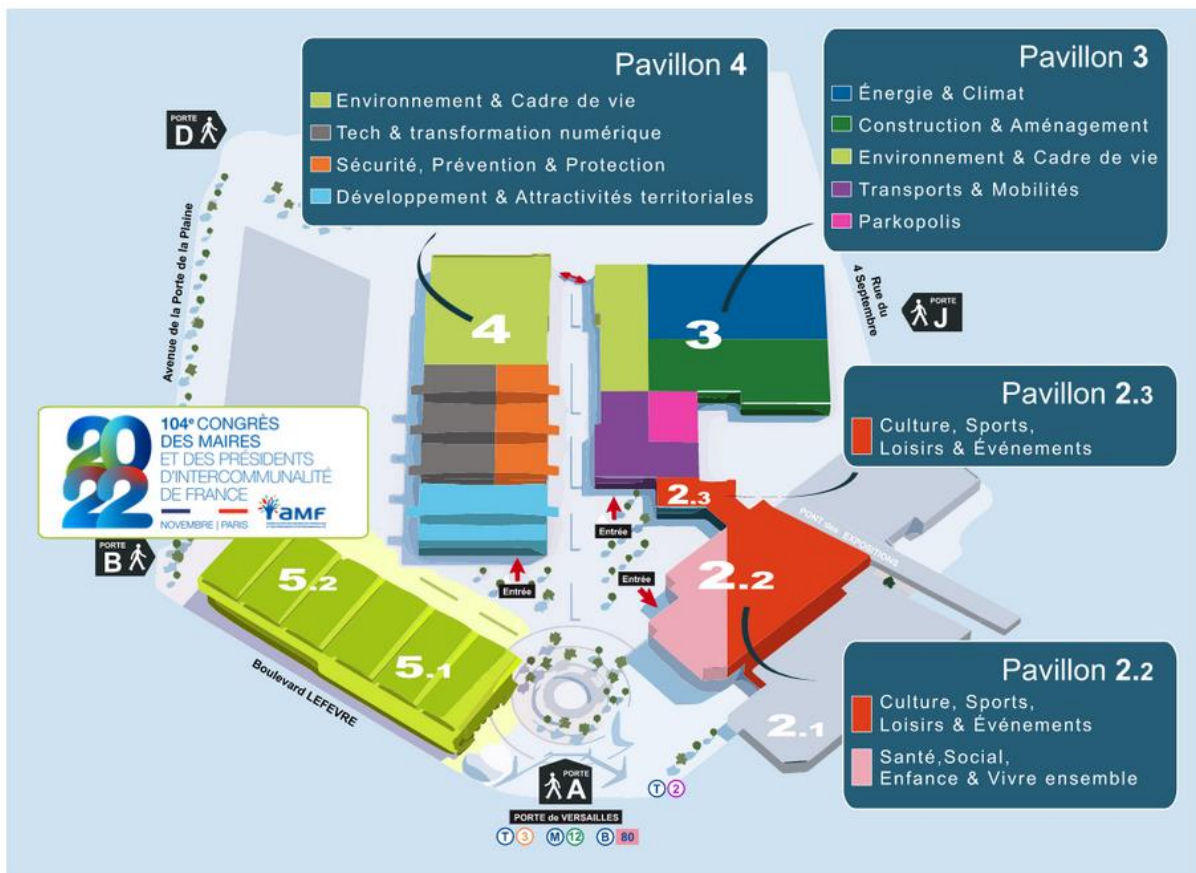 Pavillon 4
Environnement & Cadre de vie
Tech & transformation numérique
Sécurité, Prévention & Protection
Développement & Attractivités territoriales
Pavillon 3
Énergie & Climat
Construction & Aménagement
Environnement & Cadre de vie
Transports & Mobilités
Parkopolis
PORTE
D
Avenue de la Porte de la Plaine
Rue du
4 Septembre
PORTE
J
4
3
Pavillon 2.3
Culture, Sports,
Loisirs & Événements
2022
104e CONGRÈS
DES MAIRES
ET DES PRÉSIDENTS
D'INTERCOMMUNALITÉ
DE FRANCE
NOVEMBRE | PARIS
AMF
2.3
Entrée
Entrée
Entrée
PONT des EXPOSITIONS
PORTE
B
5.2
5.1
2.2
2.1
Boulevard LEFEVRE
Pavillon 2.2
Culture, Sports,
Loisirs & Événements
Santé,Social,
Enfance & Vivre ensemble
PORTE
A
PORTE de VERSAILLES
T 3 M 12 B 80
T 2